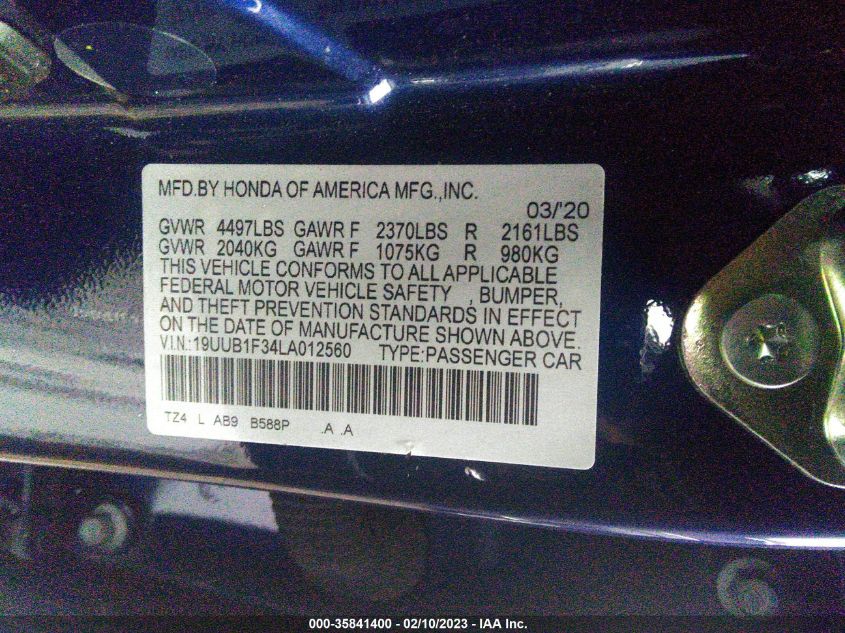 MFD.BY HONDA OF AMERICA MFG.,INC.
03/'20
GVWR 4497LBS GAWR F 2370LBS R 2161LBS
GVWR 2040KG GAWR F 1075KG R 980KG
THIS VEHICLE CONFORMS TO ALL APPLICABLE
FEDERAL MOTOR VEHICLE SAFETY , BUMPER,
AND THEFT PREVENTION STANDARDS IN EFFECT
ON THE DATE OF MANUFACTURE SHOWN ABOVE.
V.I.N.:19UUB1F34LA012560 TYPE:PASSENGER CAR
TZ4 L AB9 B588P .A .A
000-35841400 - 02/10/2023 - IAA Inc.